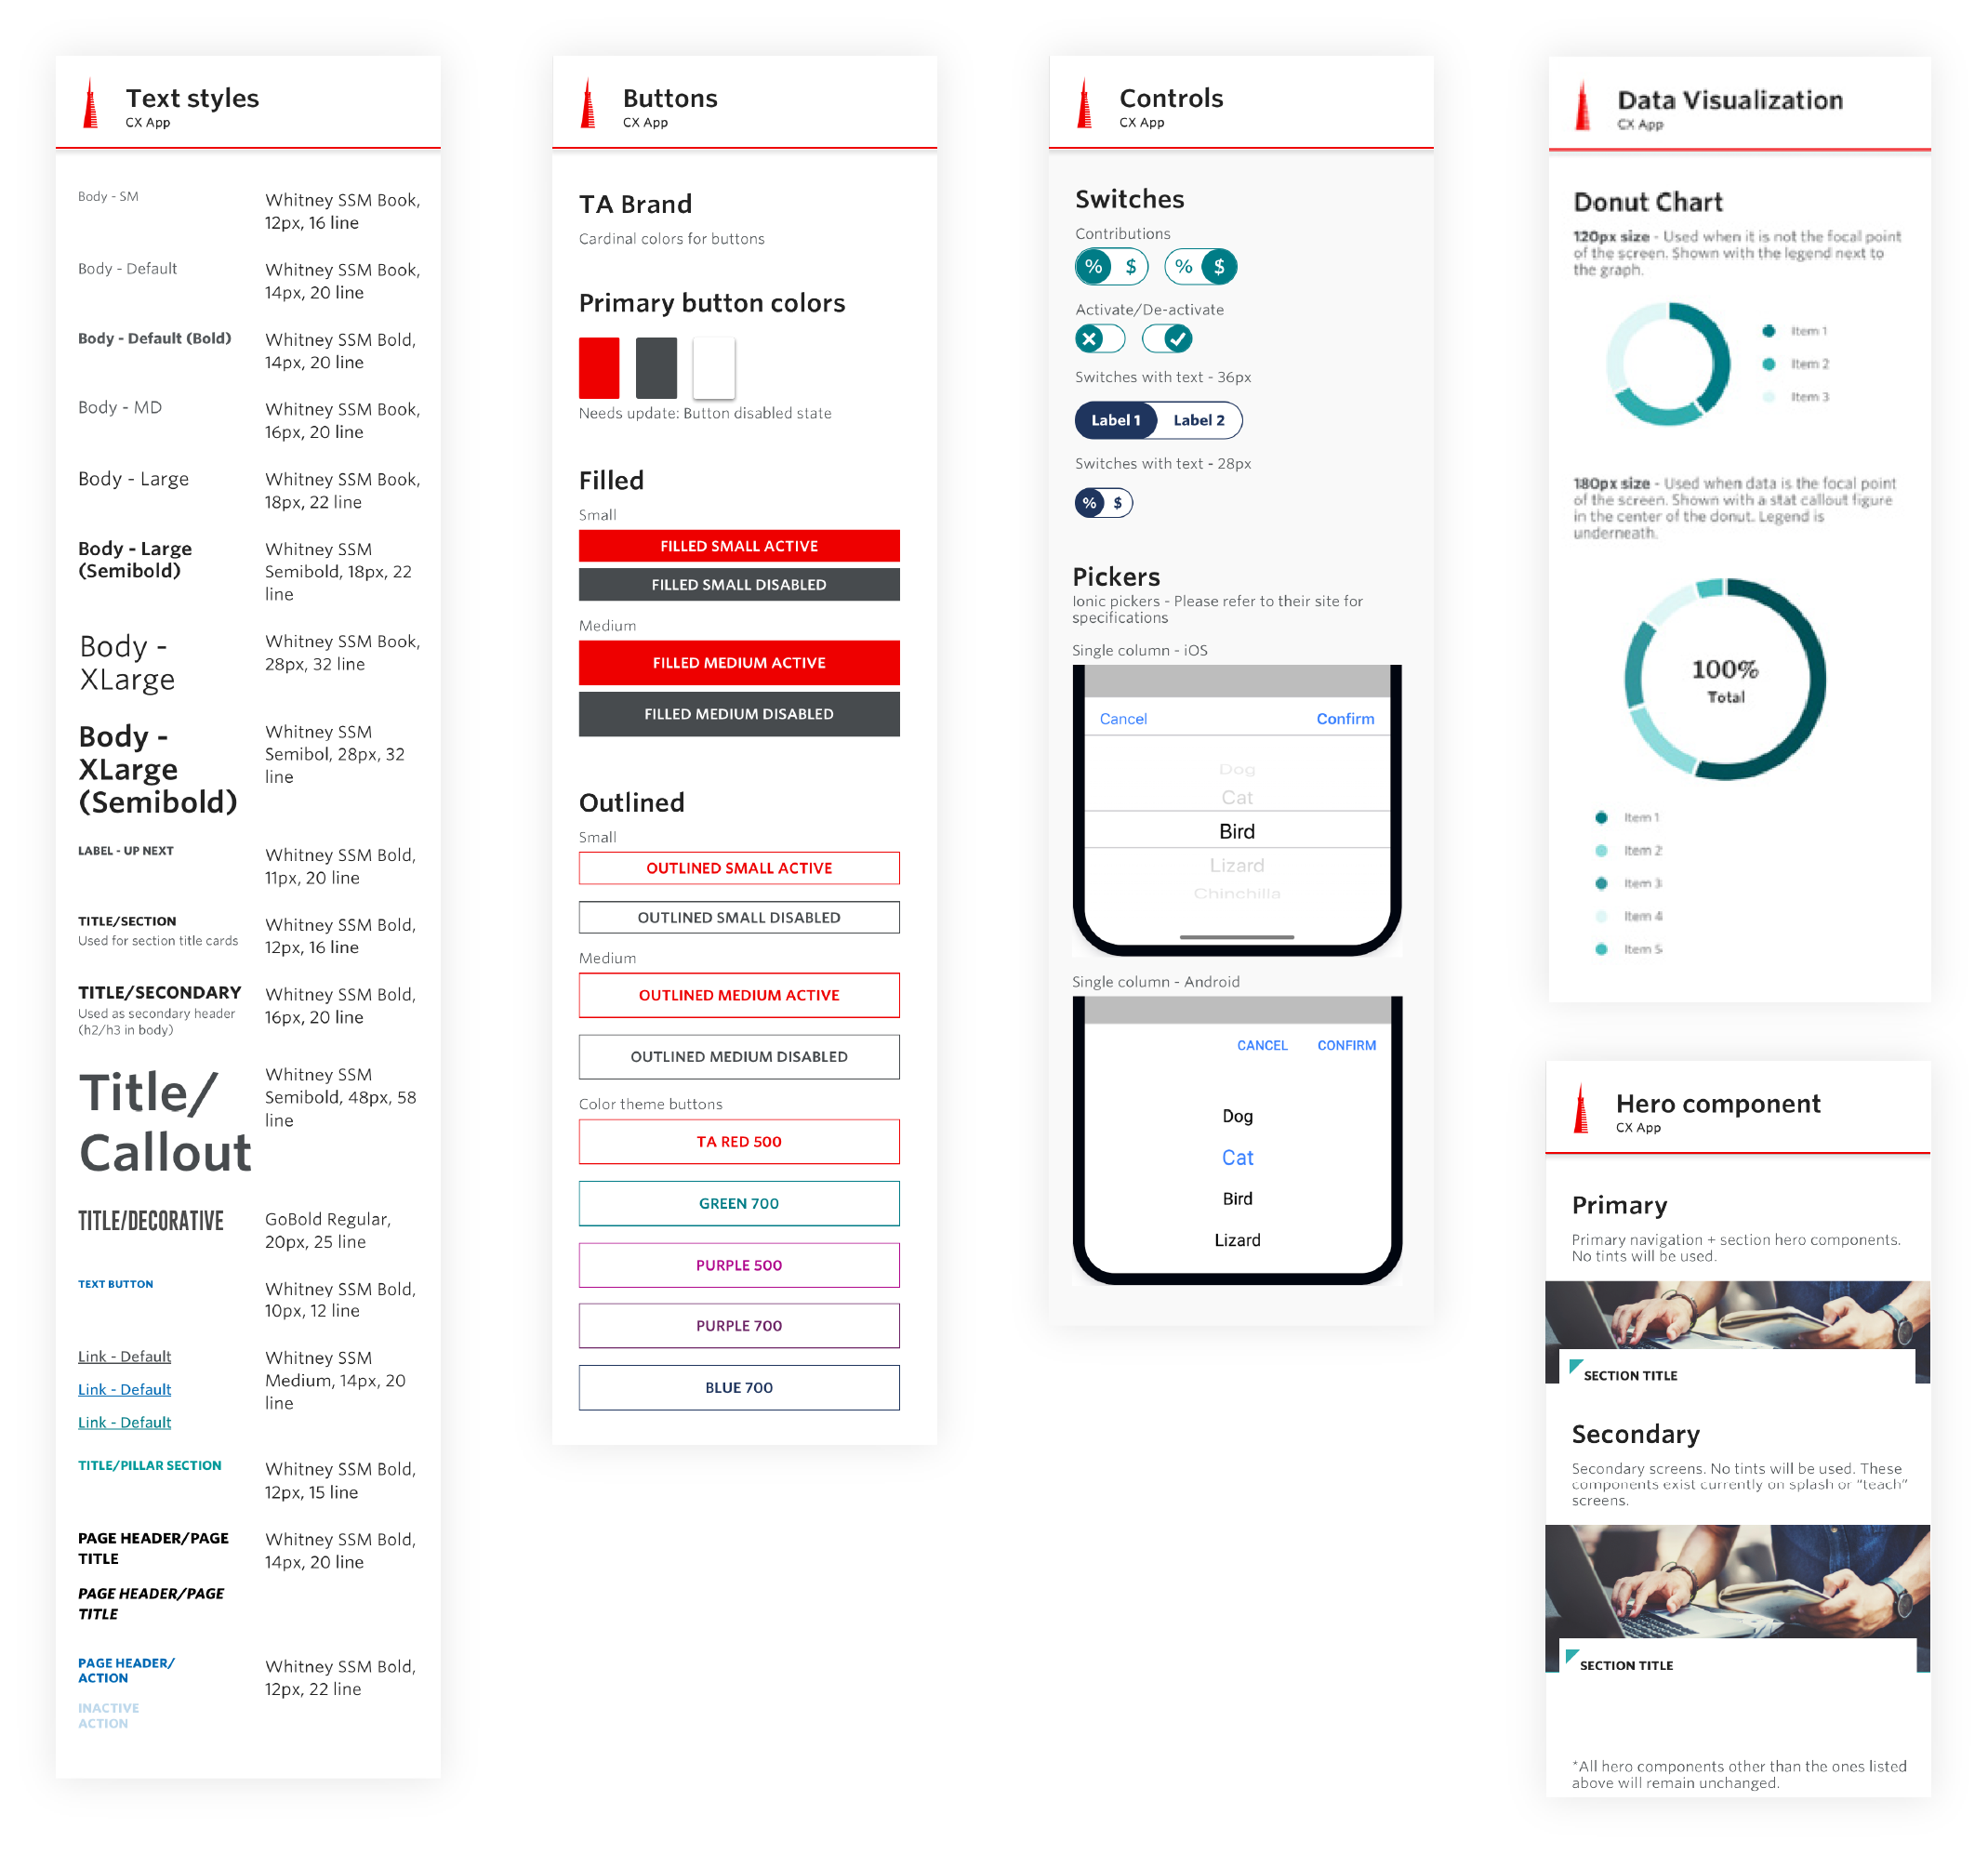 Text styles
CX App
Body - SM
Whitney SSM Book,
12px, 16 line
Body - Default
Whitney SSM Book,
14px, 20 line
Body - Default (Bold)
Whitney SSM Bold,
14px, 20 line
Body - MD
Whitney SSM Book,
16px, 20 line
Body - Large
Whitney SSM Book,
18px, 22 line
Body - Large
(Semibold)
Whitney SSM
Semibold, 18px, 22
line
Body -
XLarge
Whitney SSM Book,
28px, 32 line
Body -
XLarge
(Semibold)
Whitney SSM
Semibol, 28px, 32
line
LABEL - UP NEXT
Whitney SSM Bold,
11px, 20 line
TITLE/SECTION
Used for section title cards
Whitney SSM Bold,
12px, 16 line
TITLE/SECONDARY
Used as secondary header
(h2/h3 in body)
Whitney SSM Bold,
16px, 20 line
Title/
Callout
Whitney SSM
Semibold, 48px, 58
line
TITLE/DECORATIVE
GoBold Regular,
20px, 25 line
TEXT BUTTON
Whitney SSM Bold,
10px, 12 line
Link - Default
Link - Default
Link - Default
Whitney SSM
Medium, 14px, 20
line
TITLE/PILLAR SECTION
Whitney SSM Bold,
12px, 15 line
PAGE HEADER/PAGE
TITLE
PAGE HEADER/PAGE
TITLE
Whitney SSM Bold,
14px, 20 line
PAGE HEADER/
ACTION
INACTIVE
ACTION
Whitney SSM Bold,
12px, 22 line
Buttons
CX App
TA Brand
Cardinal colors for buttons
Primary button colors
Needs update: Button disabled state
Filled
Small
FILLED SMALL ACTIVE
FILLED SMALL DISABLED
Medium
FILLED MEDIUM ACTIVE
FILLED MEDIUM DISABLED
Outlined
Small
OUTLINED SMALL ACTIVE
OUTLINED SMALL DISABLED
Medium
OUTLINED MEDIUM ACTIVE
OUTLINED MEDIUM DISABLED
Color theme buttons
TA RED 500
GREEN 700
PURPLE 500
PURPLE 700
BLUE 700
Controls
CX App
Switches
Contributions
% $ % $
Activate/De-activate
Switches with text - 36px
Label 1 Label 2
Switches with text - 28px
% $
Pickers
Ionic pickers - Please refer to their site for
specifications
Single column - iOS
Cancel Confirm
Dog
Cat
Bird
Lizard
Chinchilla
Single column - Android
CANCEL CONFIRM
Dog
Cat
Bird
Lizard
Data Visualization
CX App
Donut Chart
120px size - Used when it is not the focal point
of the screen. Shown with the legend next to
the graph.
Item 1
Item 2
Item 3
180px size - Used when data is the focal point
of the screen. Shown with a stat callout figure
in the center of the donut. Legend is
underneath.
100%
Total
Item 1
Item 2
Item 3
Item 4
Item 5
Hero component
CX App
Primary
Primary navigation + section hero components.
No tints will be used.
SECTION TITLE
Secondary
Secondary screens. No tints will be used. These
components exist currently on splash or "teach"
screens.
SECTION TITLE
*All hero components other than the ones listed
above will remain unchanged.